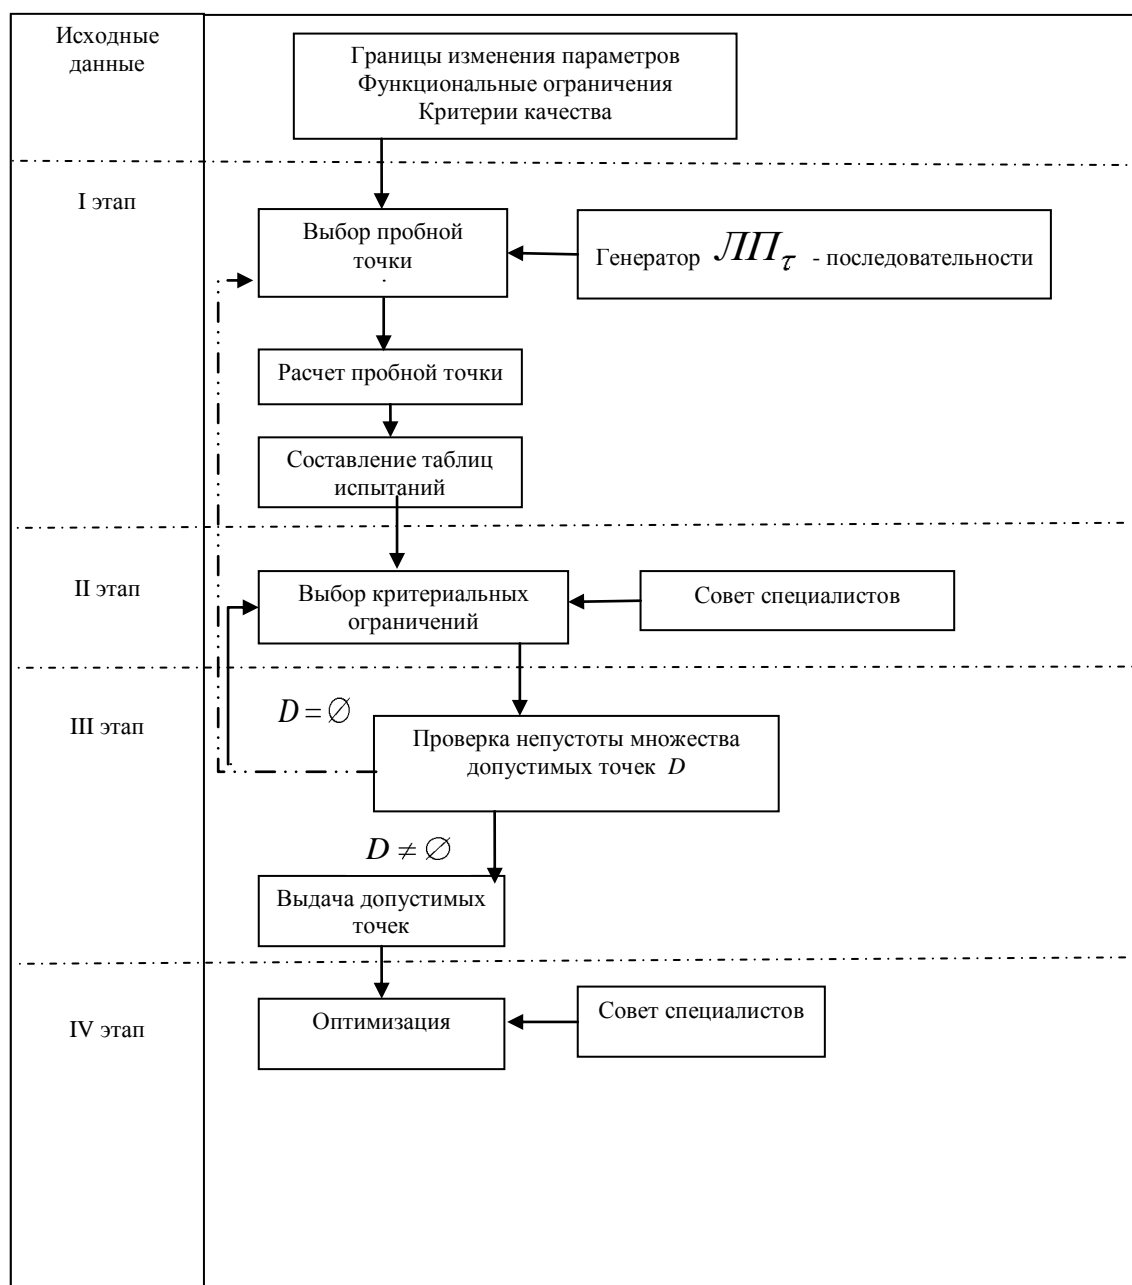 Исходные
данные
Границы изменения параметров
Функциональные ограничения
Критерии качества
I этап
Выбор пробной
точки
.
Генератор ЛПτ - последовательности
Расчет пробной точки
Составление таблиц
испытаний
II этап
Выбор критериальных
ограничений
Совет специалистов
III этап
D = ∅
Проверка непустоты множества
допустимых точек D
D ≠ ∅
Выдача допустимых
точек
IV этап
Оптимизация
Совет специалистов